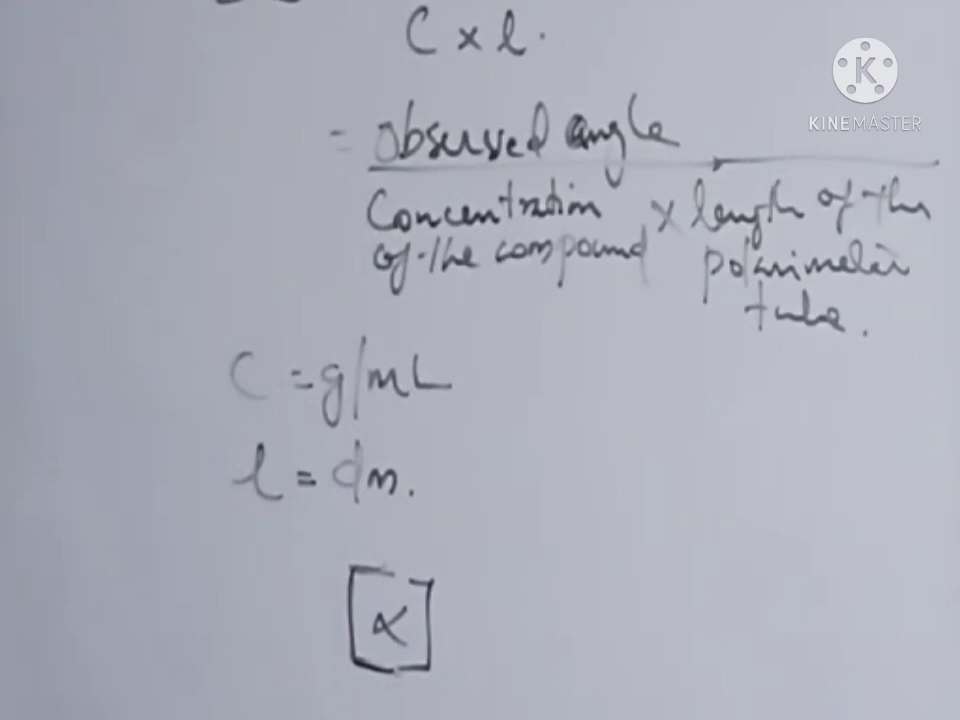 C x l.
= observed angle
Concentration x length of the
of the compound polarimeter
tube.
C = g/mL
l = dm.
[α]
K
KINEMASTER